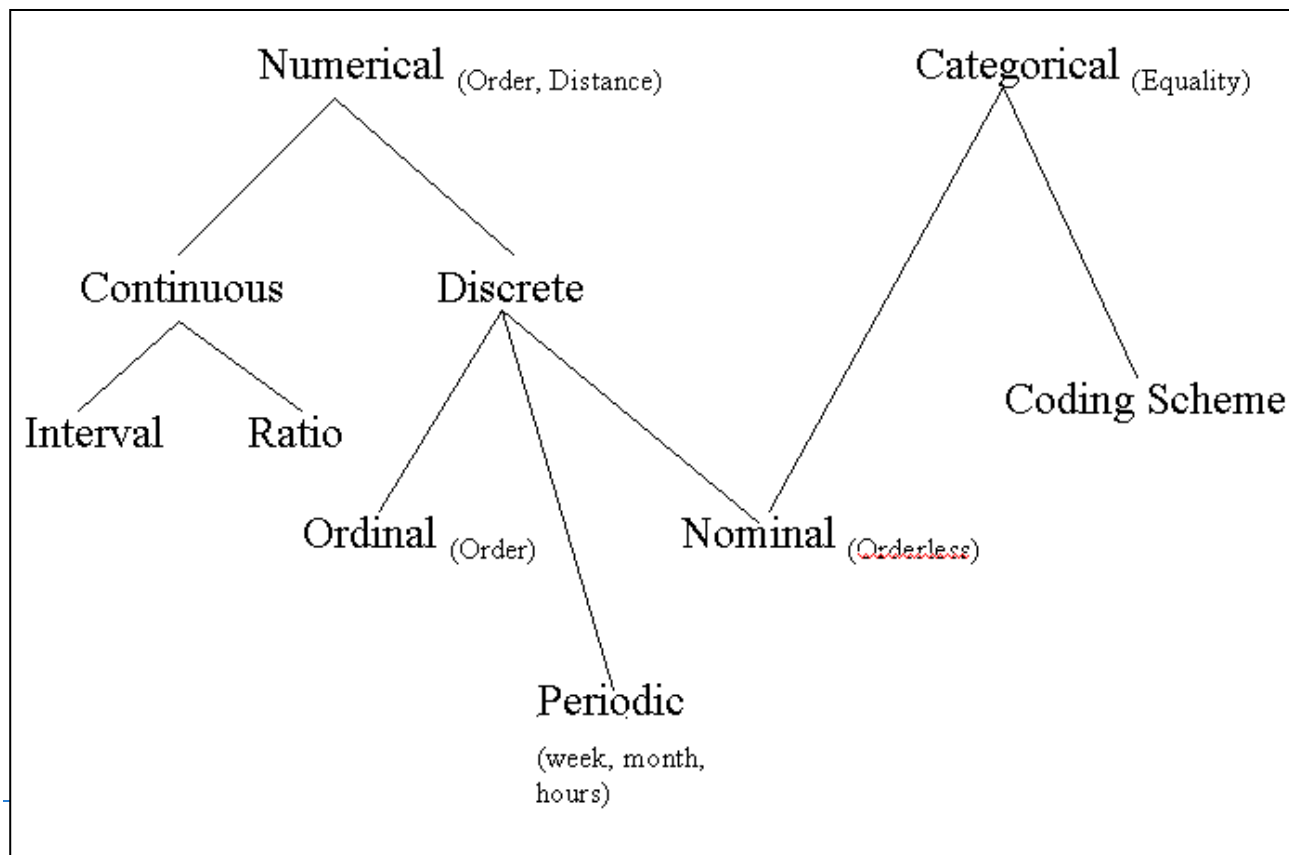 Numerical (Order, Distance)
Categorical (Equality)
Continuous
Discrete
Coding Scheme
Interval
Ratio
Ordinal (Order)
Nominal (Orderless)
Periodic
(week, month,
hours)